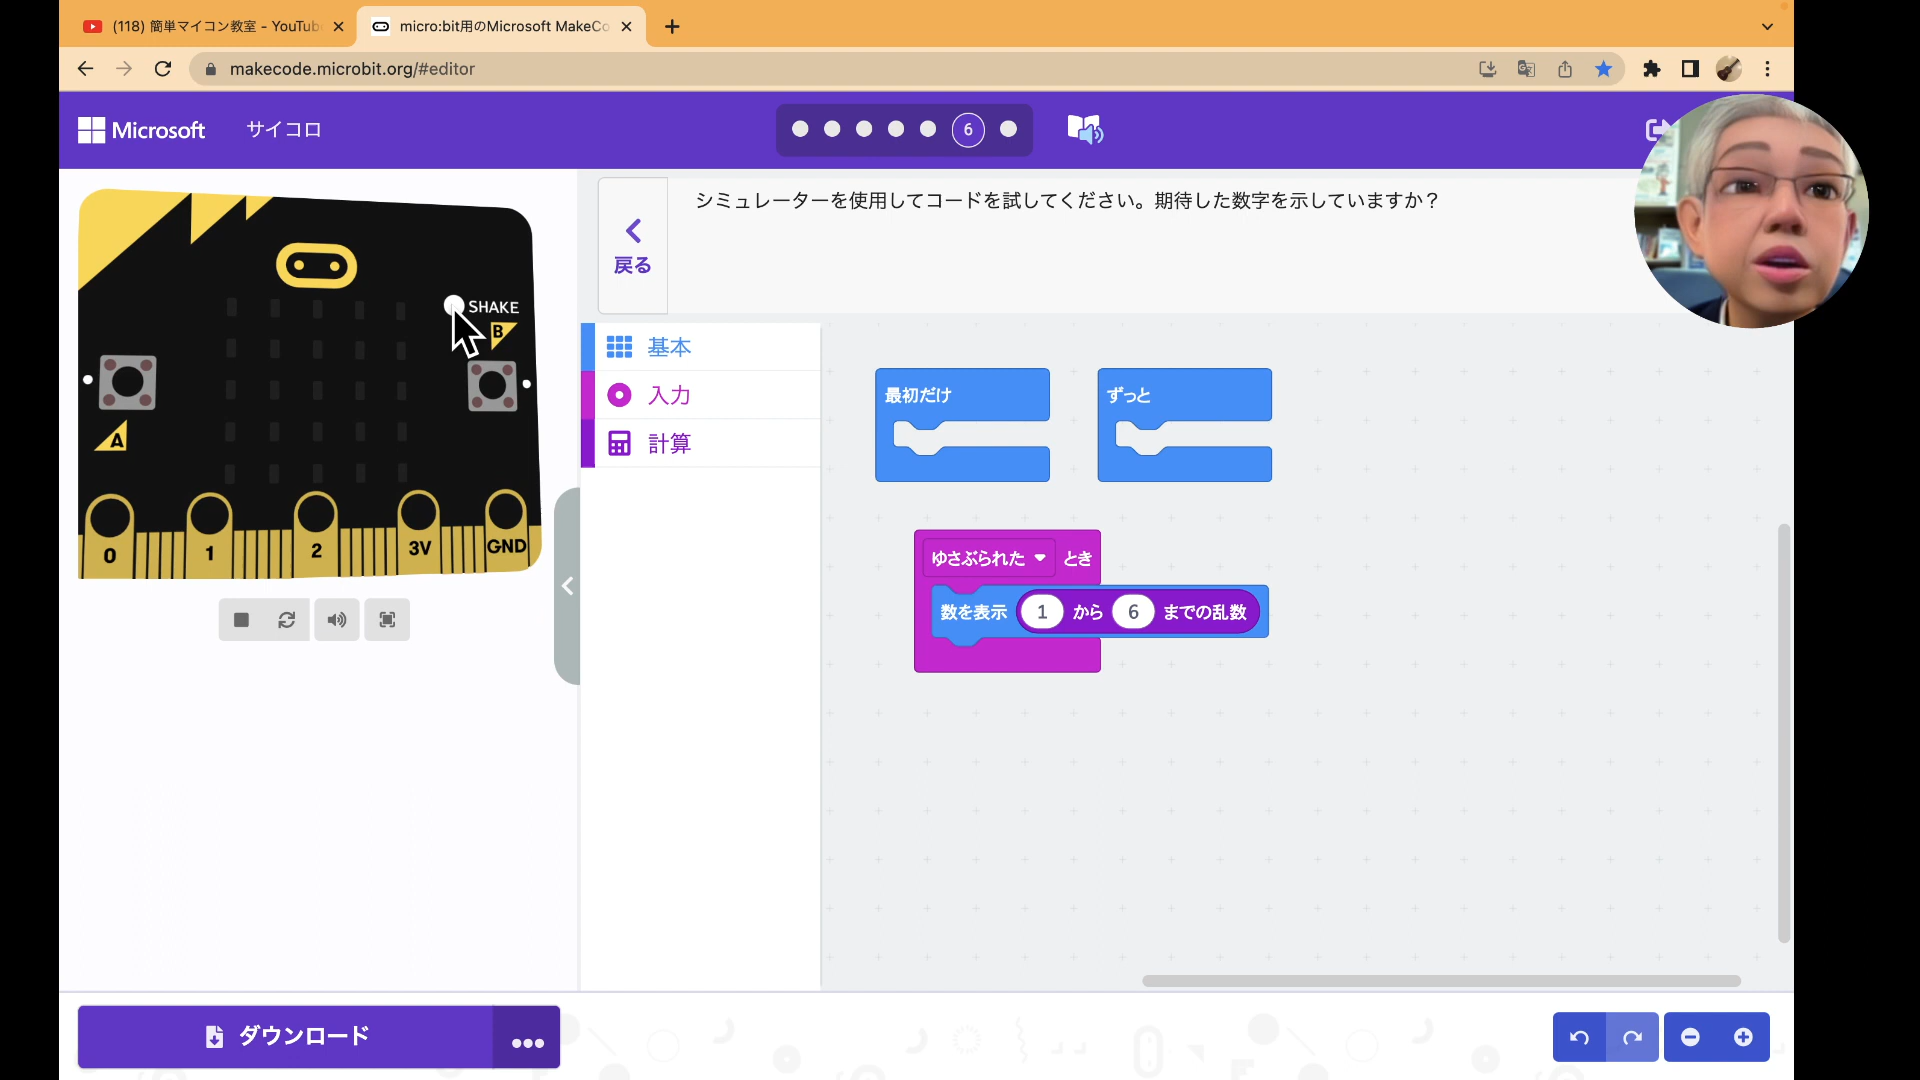 (118) 簡単マイコン教室 - YouTub
micro:bit用のMicrosoft MakeCo
makecode.microbit.org/#editor
Microsoft
サイコロ
6
戻る
シミュレーターを使用してコードを試してください。期待した数字を示していますか？
SHAKE
B
A
0
1
2
3V
GND
基本
入力
計算
最初だけ
ずっと
ゆさぶられた とき
数を表示 1 から 6 までの乱数
ダウンロード